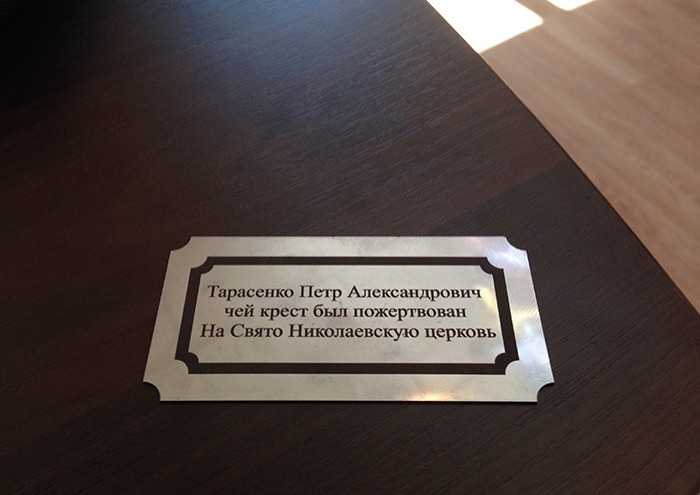 Тарасенко Петр Александрович
чей крест был пожертвован
На Свято Николаевскую церковь